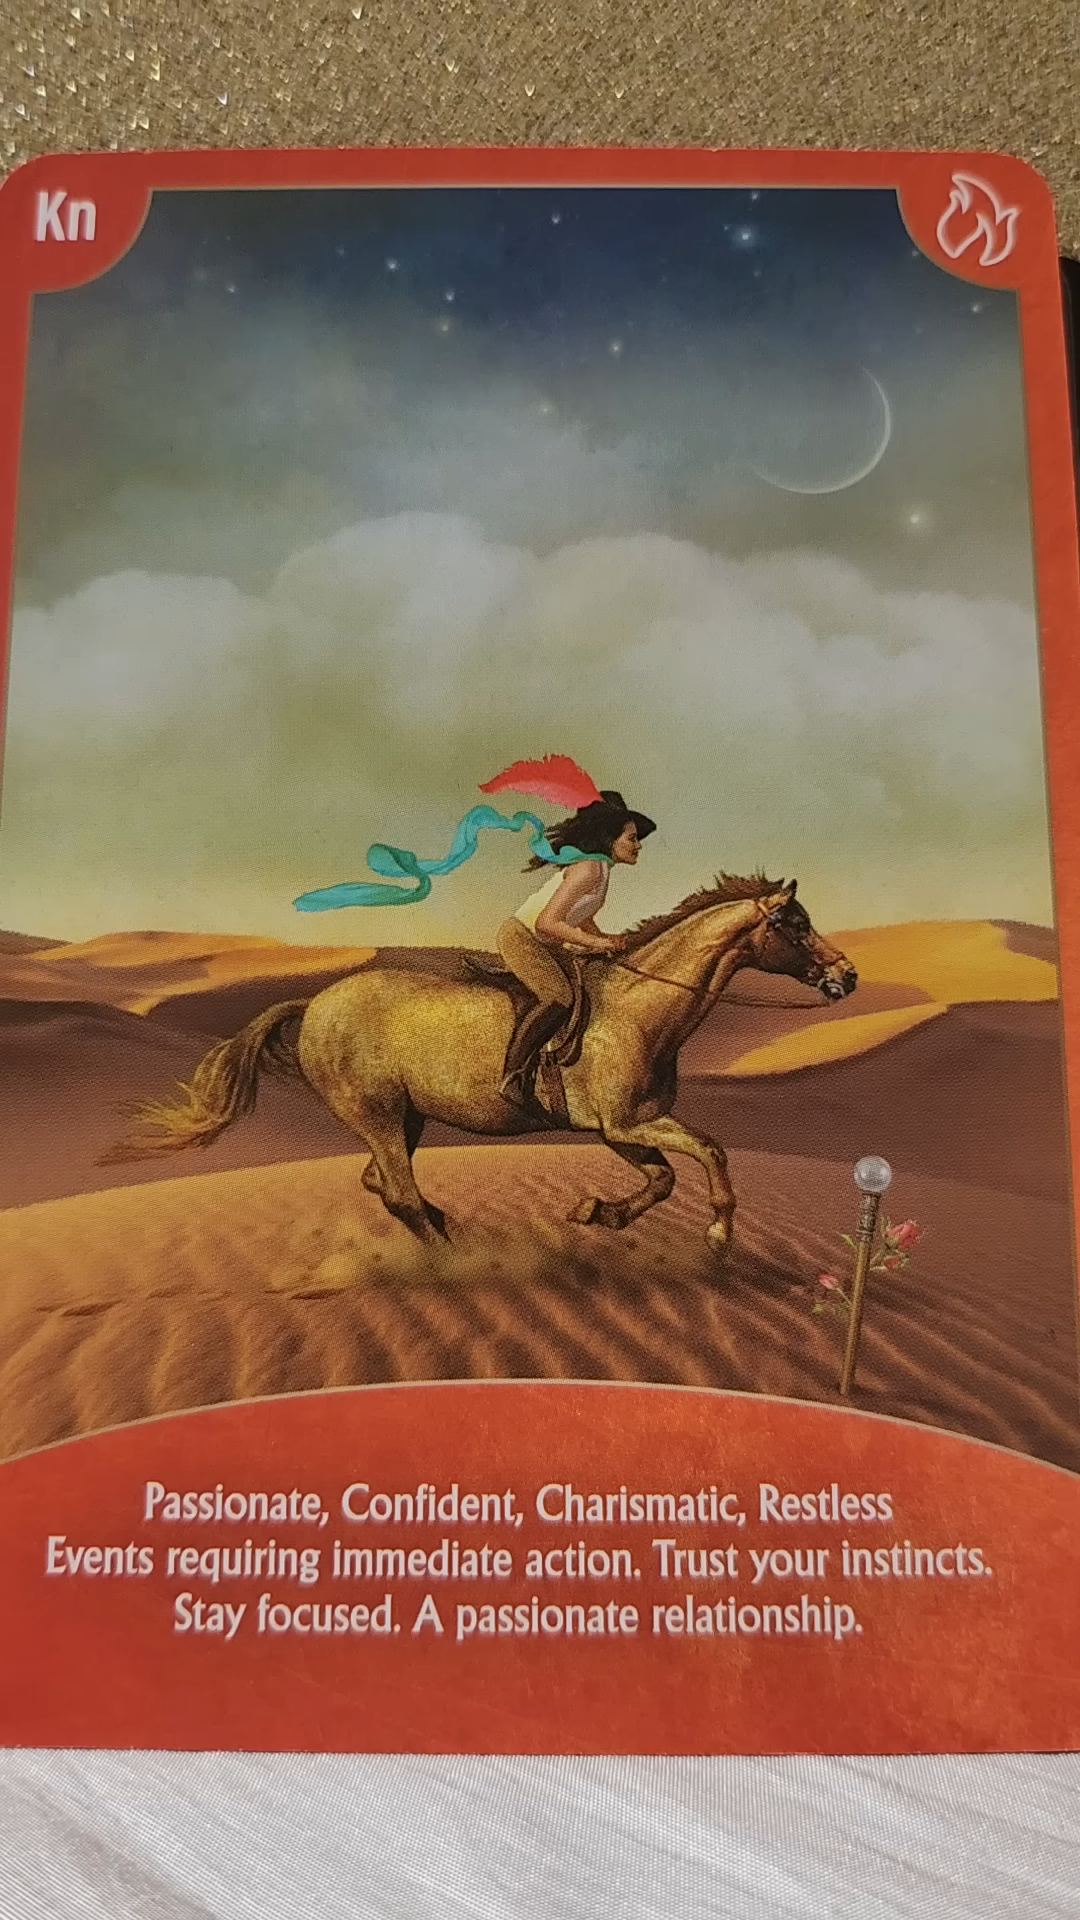 Kn
Passionate, Confident, Charismatic, Restless
Events requiring immediate action. Trust your instincts.
Stay focused. A passionate relationship.